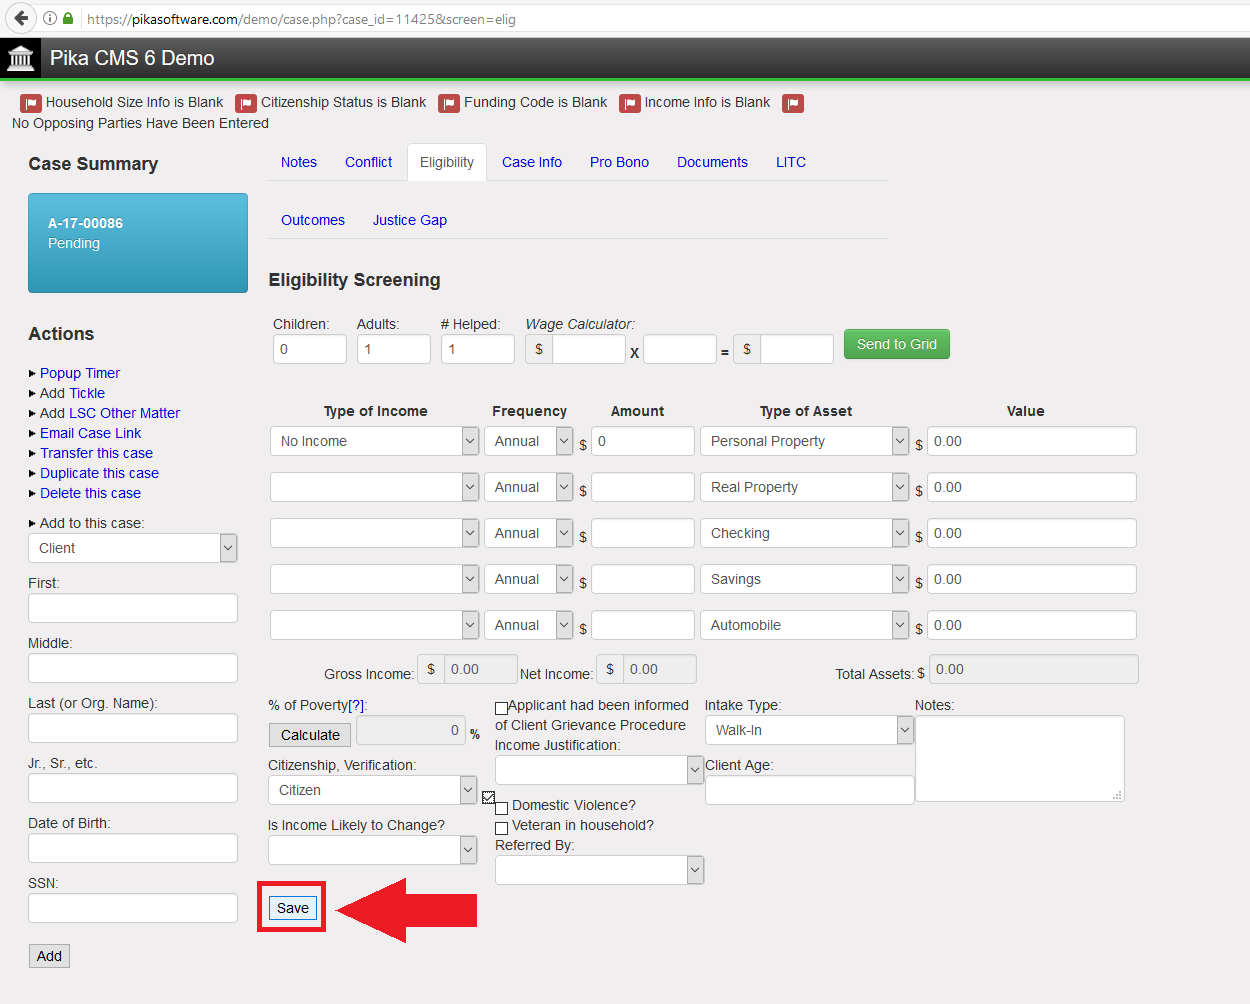 https://pikasoftware.com/demo/case.php?case_id=11425&screen=elig
Pika CMS 6 Demo
Household Size Info is Blank Citizenship Status is Blank Funding Code is Blank Income Info is Blank
No Opposing Parties Have Been Entered
Case Summary
A-17-00086
Pending
Actions
Popup Timer
Add Tickle
Add LSC Other Matter
Email Case Link
Transfer this case
Duplicate this case
Delete this case
Add to this case:
Client
First:
Middle:
Last (or Org. Name):
Jr., Sr., etc.
Date of Birth:
SSN:
Add
Notes Conflict Eligibility Case Info Pro Bono Documents LITC
Outcomes Justice Gap
Eligibility Screening
Children: Adults: # Helped: Wage Calculator:
0 1 1 $ X = $ Send to Grid
Type of Income Frequency Amount Type of Asset Value
No Income Annual $ 0 Personal Property $ 0.00
Annual $ Real Property $ 0.00
Annual $ Checking $ 0.00
Annual $ Savings $ 0.00
Annual $ Automobile $ 0.00
Gross Income: $ 0.00 Net Income: $ 0.00 Total Assets: $ 0.00
% of Poverty[?]:
Calculate 0 %
Citizenship, Verification:
Citizen
Is Income Likely to Change?
Applicant had been informed
of Client Grievance Procedure
Income Justification:
Domestic Violence?
Veteran in household?
Referred By:
Intake Type:
Walk-In
Client Age:
Notes:
Save